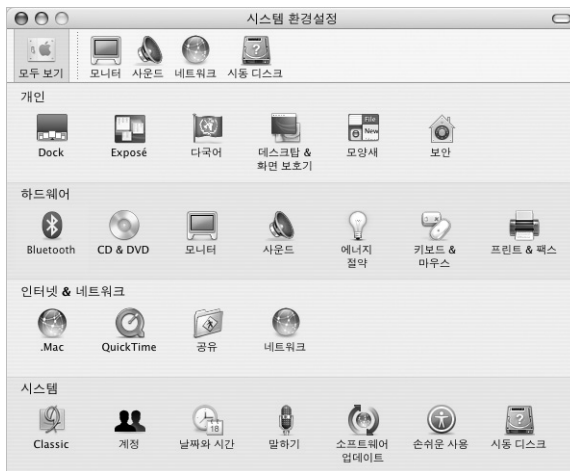 시스템 환경설정
모두 보기 모니터 사운드 네트워크 시동 디스크
개인
Dock Exposé 다국어 데스크탑 & 화면 보호기 File New 모양새 보안
하드웨어
Bluetooth CD & DVD 모니터 사운드 에너지 절약 키보드 & 마우스 프린트 & 팩스
인터넷 & 네트워크
.Mac QuickTime 공유 네트워크
시스템
Classic 계정 18 날짜와 시간 말하기 소프트웨어 업데이트 손쉬운 사용 시동 디스크